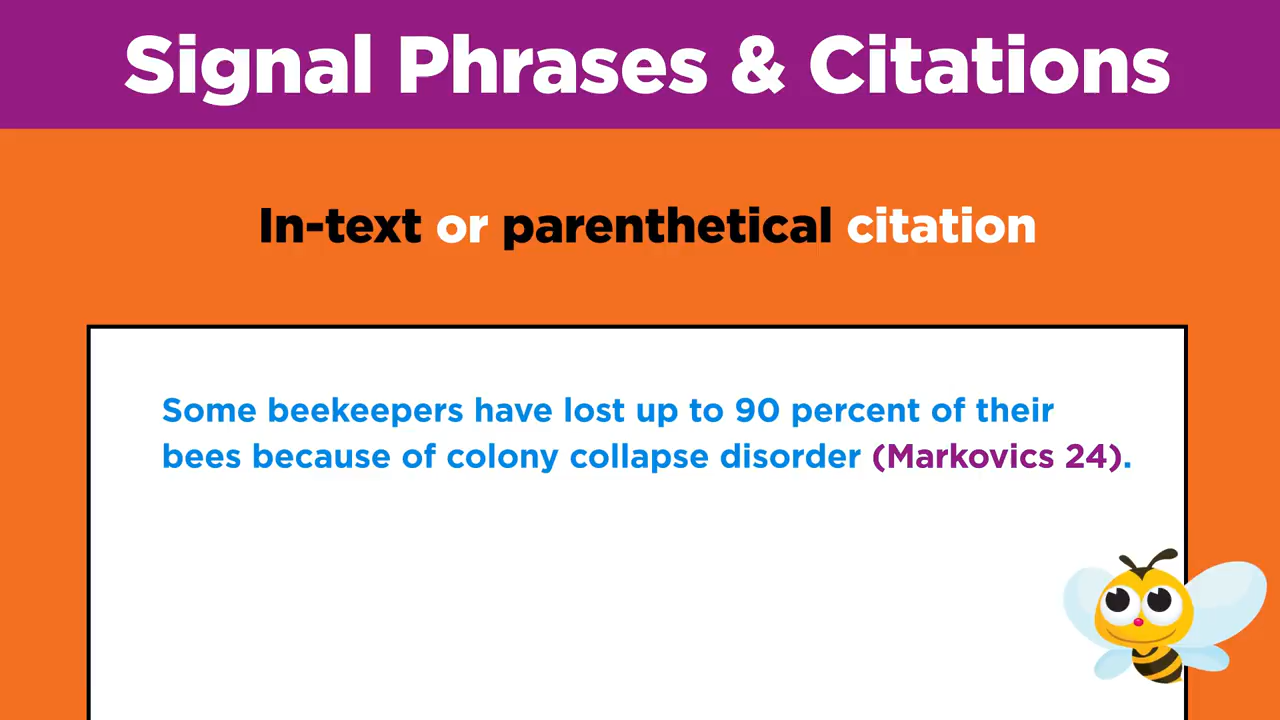 Signal Phrases & Citations
In-text or parenthetical citation
Some beekeepers have lost up to 90 percent of their
bees because of colony collapse disorder (Markovics 24).